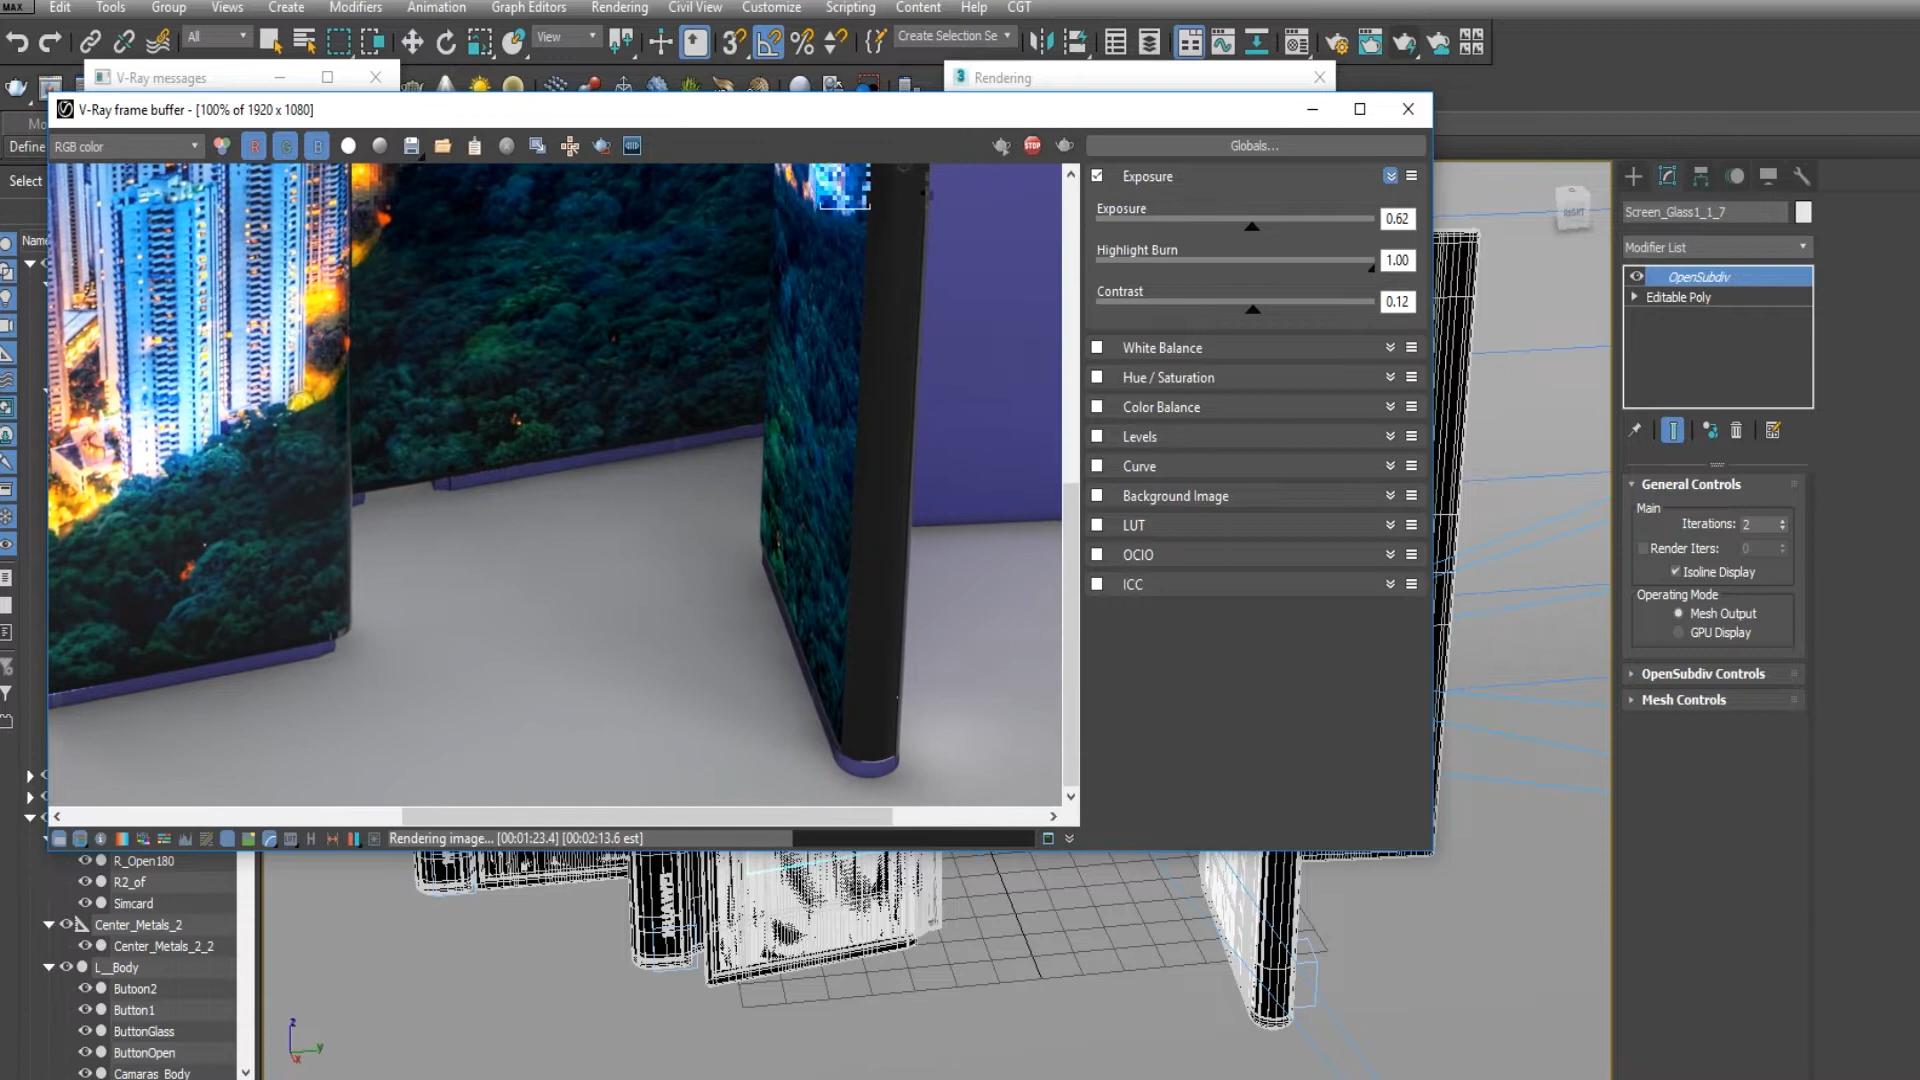 MAX Edit Tools Group Views Create Modifiers Animation Graph Editors Rendering Civil View Customize Scripting Content Help CGT
All View Create Selection Se
V-Ray messages
Rendering
V-Ray frame buffer - [100% of 1920 x 1080]
RGB color R G B STOP Globals...
Define
Select
Exposure
Exposure 0.62
Highlight Burn 1.00
Contrast 0.12
White Balance
Hue / Saturation
Color Balance
Levels
Curve
Background Image
LUT
OCIO
ICC
Rendering image... [00:01:23.4] [00:02:13.6 est]
R_Open180
R2_of
Simcard
Center_Metals_2
Center_Metals_2_2
L__Body
Butoon2
Button1
ButtonGlass
ButtonOpen
Camaras_Body
z
y
x
RIGHT
Screen_Glass1_1_7
Modifier List
OpenSubdiv
Editable Poly
General Controls
Main
Iterations: 2
Render Iters: 0
Isoline Display
Operating Mode
Mesh Output
GPU Display
OpenSubdiv Controls
Mesh Controls